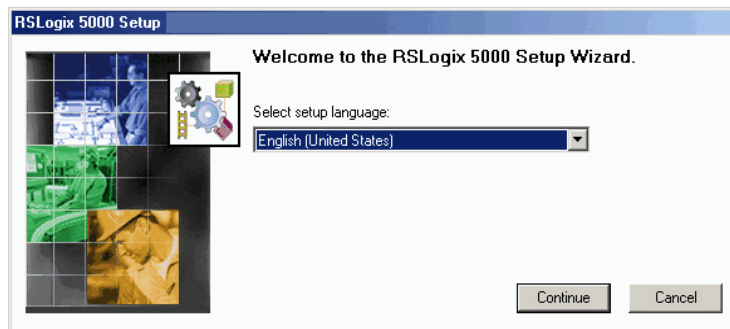 RSLogix 5000 Setup
Welcome to the RSLogix 5000 Setup Wizard.
Select setup language:
English (United States)
Continue
Cancel